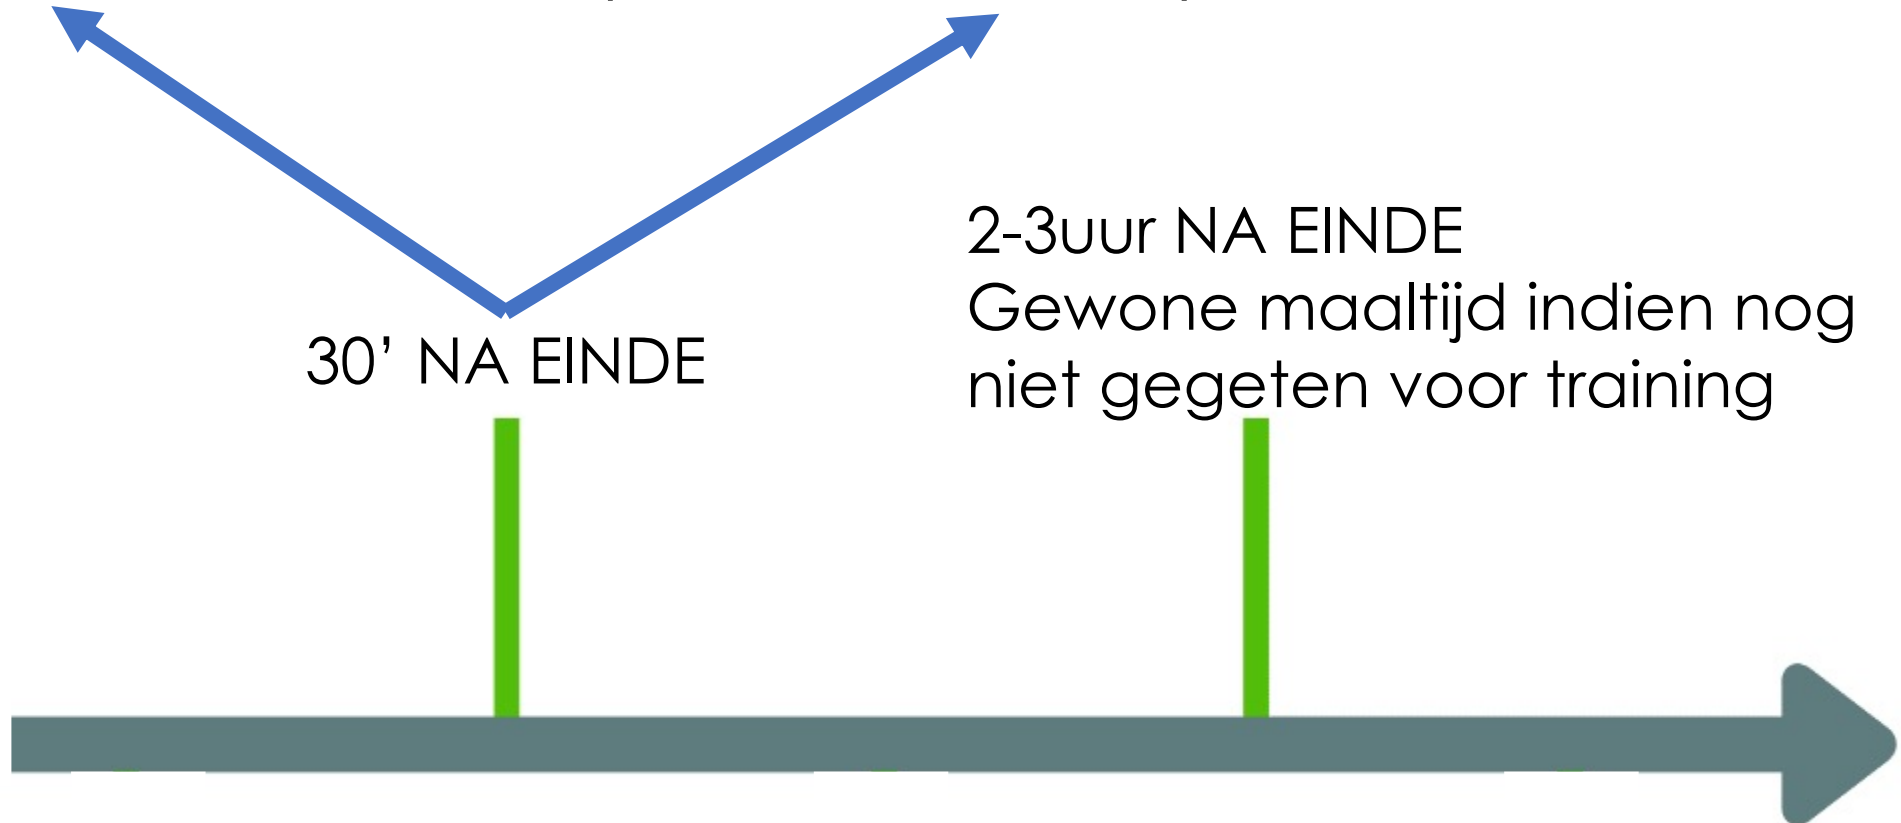 30’ NA EINDE
2-3uur NA EINDE
Gewone maaltijd indien nog
niet gegeten voor training